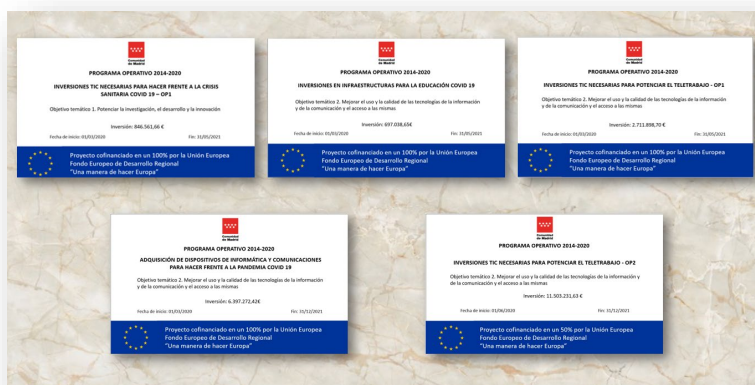 Comunidad
de Madrid
PROGRAMA OPERATIVO 2014-2020
INVERSIONES TIC NECESARIAS PARA HACER FRENTE A LA CRISIS
SANITARIA COVID 19 – OP1
Objetivo temático 1. Potenciar la investigación, el desarrollo y la innovación
Inversión: 846.561,66 €
Fecha de inicio: 01/03/2020 Fin: 31/05/2021
Proyecto cofinanciado en un 100% por la Unión Europea
Fondo Europeo de Desarrollo Regional
"Una manera de hacer Europa"
Comunidad
de Madrid
PROGRAMA OPERATIVO 2014-2020
INVERSIONES EN INFRAESTRUCTURAS PARA LA EDUCACIÓN COVID 19
Objetivo temático 2. Mejorar el uso y la calidad de las tecnologías de la información
y de la comunicación y el acceso a las mismas
Inversión: 697.038,65€
Fecha de inicio: 01/03/2020 Fin: 31/05/2021
Proyecto cofinanciado en un 100% por la Unión Europea
Fondo Europeo de Desarrollo Regional
"Una manera de hacer Europa"
Comunidad
de Madrid
PROGRAMA OPERATIVO 2014-2020
INVERSIONES TIC NECESARIAS PARA POTENCIAR EL TELETRABAJO - OP1
Objetivo temático 2. Mejorar el uso y la calidad de las tecnologías de la información
y de la comunicación y el acceso a las mismas
Inversión: 2.711.898,70 €
Fecha de inicio: 01/03/2020 Fin: 31/05/2021
Proyecto cofinanciado en un 100% por la Unión Europea
Fondo Europeo de Desarrollo Regional
"Una manera de hacer Europa"
Comunidad
de Madrid
PROGRAMA OPERATIVO 2014-2020
ADQUISICIÓN DE DISPOSITIVOS DE INFORMÁTICA Y COMUNICACIONES
PARA HACER FRENTE A LA PANDEMIA COVID 19
Objetivo temático 2. Mejorar el uso y la calidad de las tecnologías de la información
y de la comunicación y el acceso a las mismas
Inversión: 6.397.272,42€
Fecha de inicio: 01/03/2020 Fin: 31/12/2021
Proyecto cofinanciado en un 100% por la Unión Europea
Fondo Europeo de Desarrollo Regional
"Una manera de hacer Europa"
Comunidad
de Madrid
PROGRAMA OPERATIVO 2014-2020
INVERSIONES TIC NECESARIAS PARA POTENCIAR EL TELETRABAJO - OP2
Objetivo temático 2. Mejorar el uso y la calidad de las tecnologías de la información y
de la comunicación y el acceso a las mismas
Inversión: 11.503.231,63 €
Fecha de inicio: 01/06/2020 Fin: 31/12/2021
Proyecto cofinanciado en un 50% por la Unión Europea
Fondo Europeo de Desarrollo Regional
"Una manera de hacer Europa"